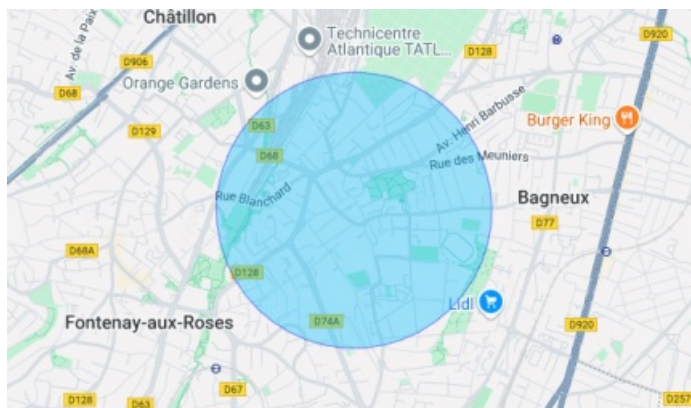 Châtillon
D920
Av. de la Paix
Technicentre
Atlantique TATL...
D128
D906
Orange Gardens
D68
D63
D129
Av. Henri Barbusse
Burger King
D68
Rue des Meuniers
Rue Blanchard
Bagneux
D77
D68A
D128
Lidl
Fontenay-aux-Roses
D74A
D920
D67
D128
D63
D257